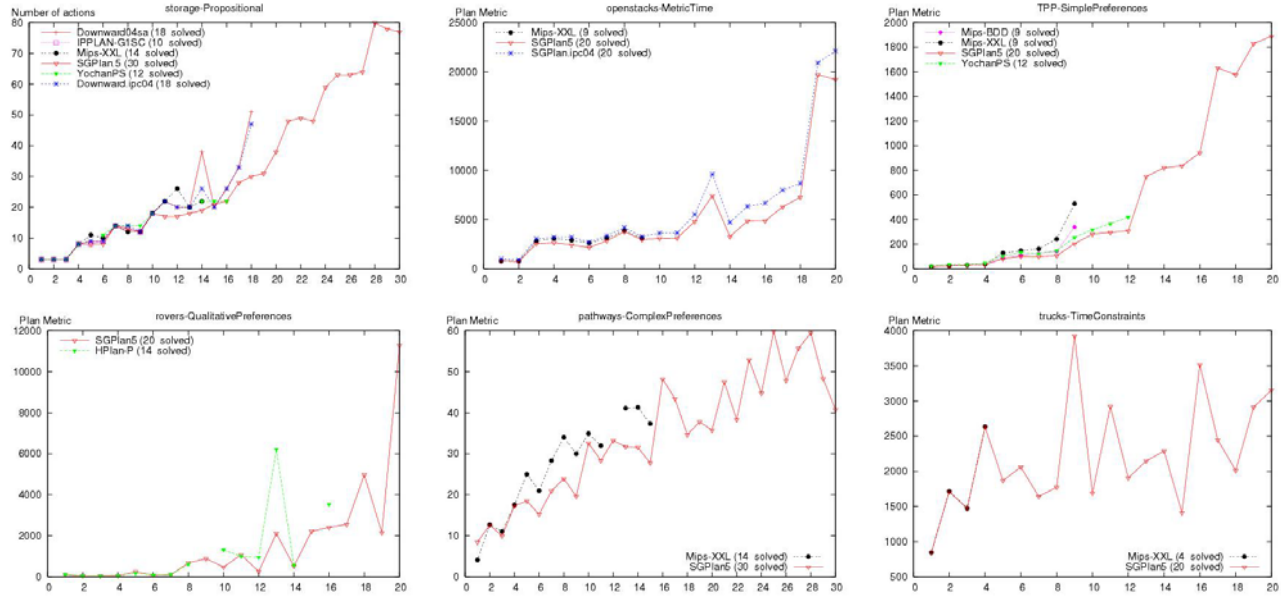 storage-Propositional
Number of actions
Downward04sa (18 solved)
IPPLAN-G1SC (10 solved)
Mips-XXL (14 solved)
SGPlan 5 (30 solved)
YochanPS (12 solved)
Downward.ipc04 (18 solved)
80
70
60
50
40
30
20
10
0
0 2 4 6 8 10 12 14 16 18 20 22 24 26 28 30
openstacks-MetricTime
Plan Metric
Mips-XXL (9 solved)
SGPlan5 (20 solved)
SGPlan.ipc04 (20 solved)
25000
20000
15000
10000
5000
0
0 2 4 6 8 10 12 14 16 18 20
TPP-SimplePreferences
Plan Metric
Mips-BDD (9 solved)
Mips-XXL (9 solved)
SGPlan5 (20 solved)
YochanPS (12 solved)
2000
1800
1600
1400
1200
1000
800
600
400
200
0
0 2 4 6 8 10 12 14 16 18 20
rovers-QualitativePreferences
Plan Metric
SGPlan5 (20 solved)
HPlan-P (14 solved)
12000
10000
8000
6000
4000
2000
0
0 2 4 6 8 10 12 14 16 18 20
pathways-ComplexPreferences
Plan Metric
60
50
40
30
20
10
0
Mips-XXL (14 solved)
SGPlan5 (30 solved)
0 2 4 6 8 10 12 14 16 18 20 22 24 26 28 30
trucks-TimeConstraints
Plan Metric
4000
3500
3000
2500
2000
1500
1000
500
Mips-XXL (4 solved)
SGPlan5 (20 solved)
0 2 4 6 8 10 12 14 16 18 20